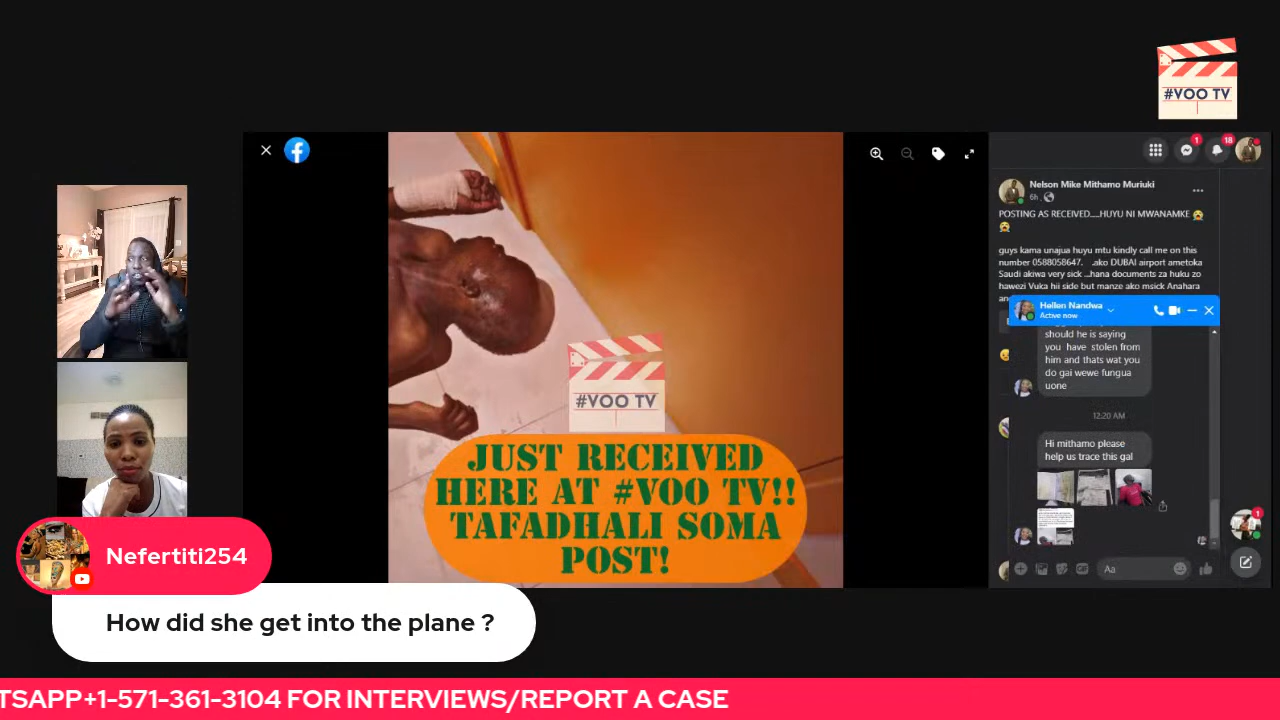 #VOO TV
Nelson Mike Mithamo Muriuki
6h
POSTING AS RECEIVED....HUYU NI MWANAMKE
guys kama unajua huyu mtu kindly call me on this
number 0588058647. .ako DUBAI airport ametoka
Saudi akiwa very sick ...hana documents za huku zo
hawezi Vuka hii side but manze ako msick Anahara
Hellen Nandwa
Active now
should he is saying
you have stolen from
him and thats wat you
do gai wewe fungua
uone
12:20 AM
Hi mithamo please
help us trace this gal
Aa
1
18
1
#VOO TV
JUST RECEIVED
HERE AT #VOO TV!!
TAFADHALI SOMA
POST!
Nefertiti254
How did she get into the plane ?
TSAPP+1-571-361-3104 FOR INTERVIEWS/REPORT A CASE